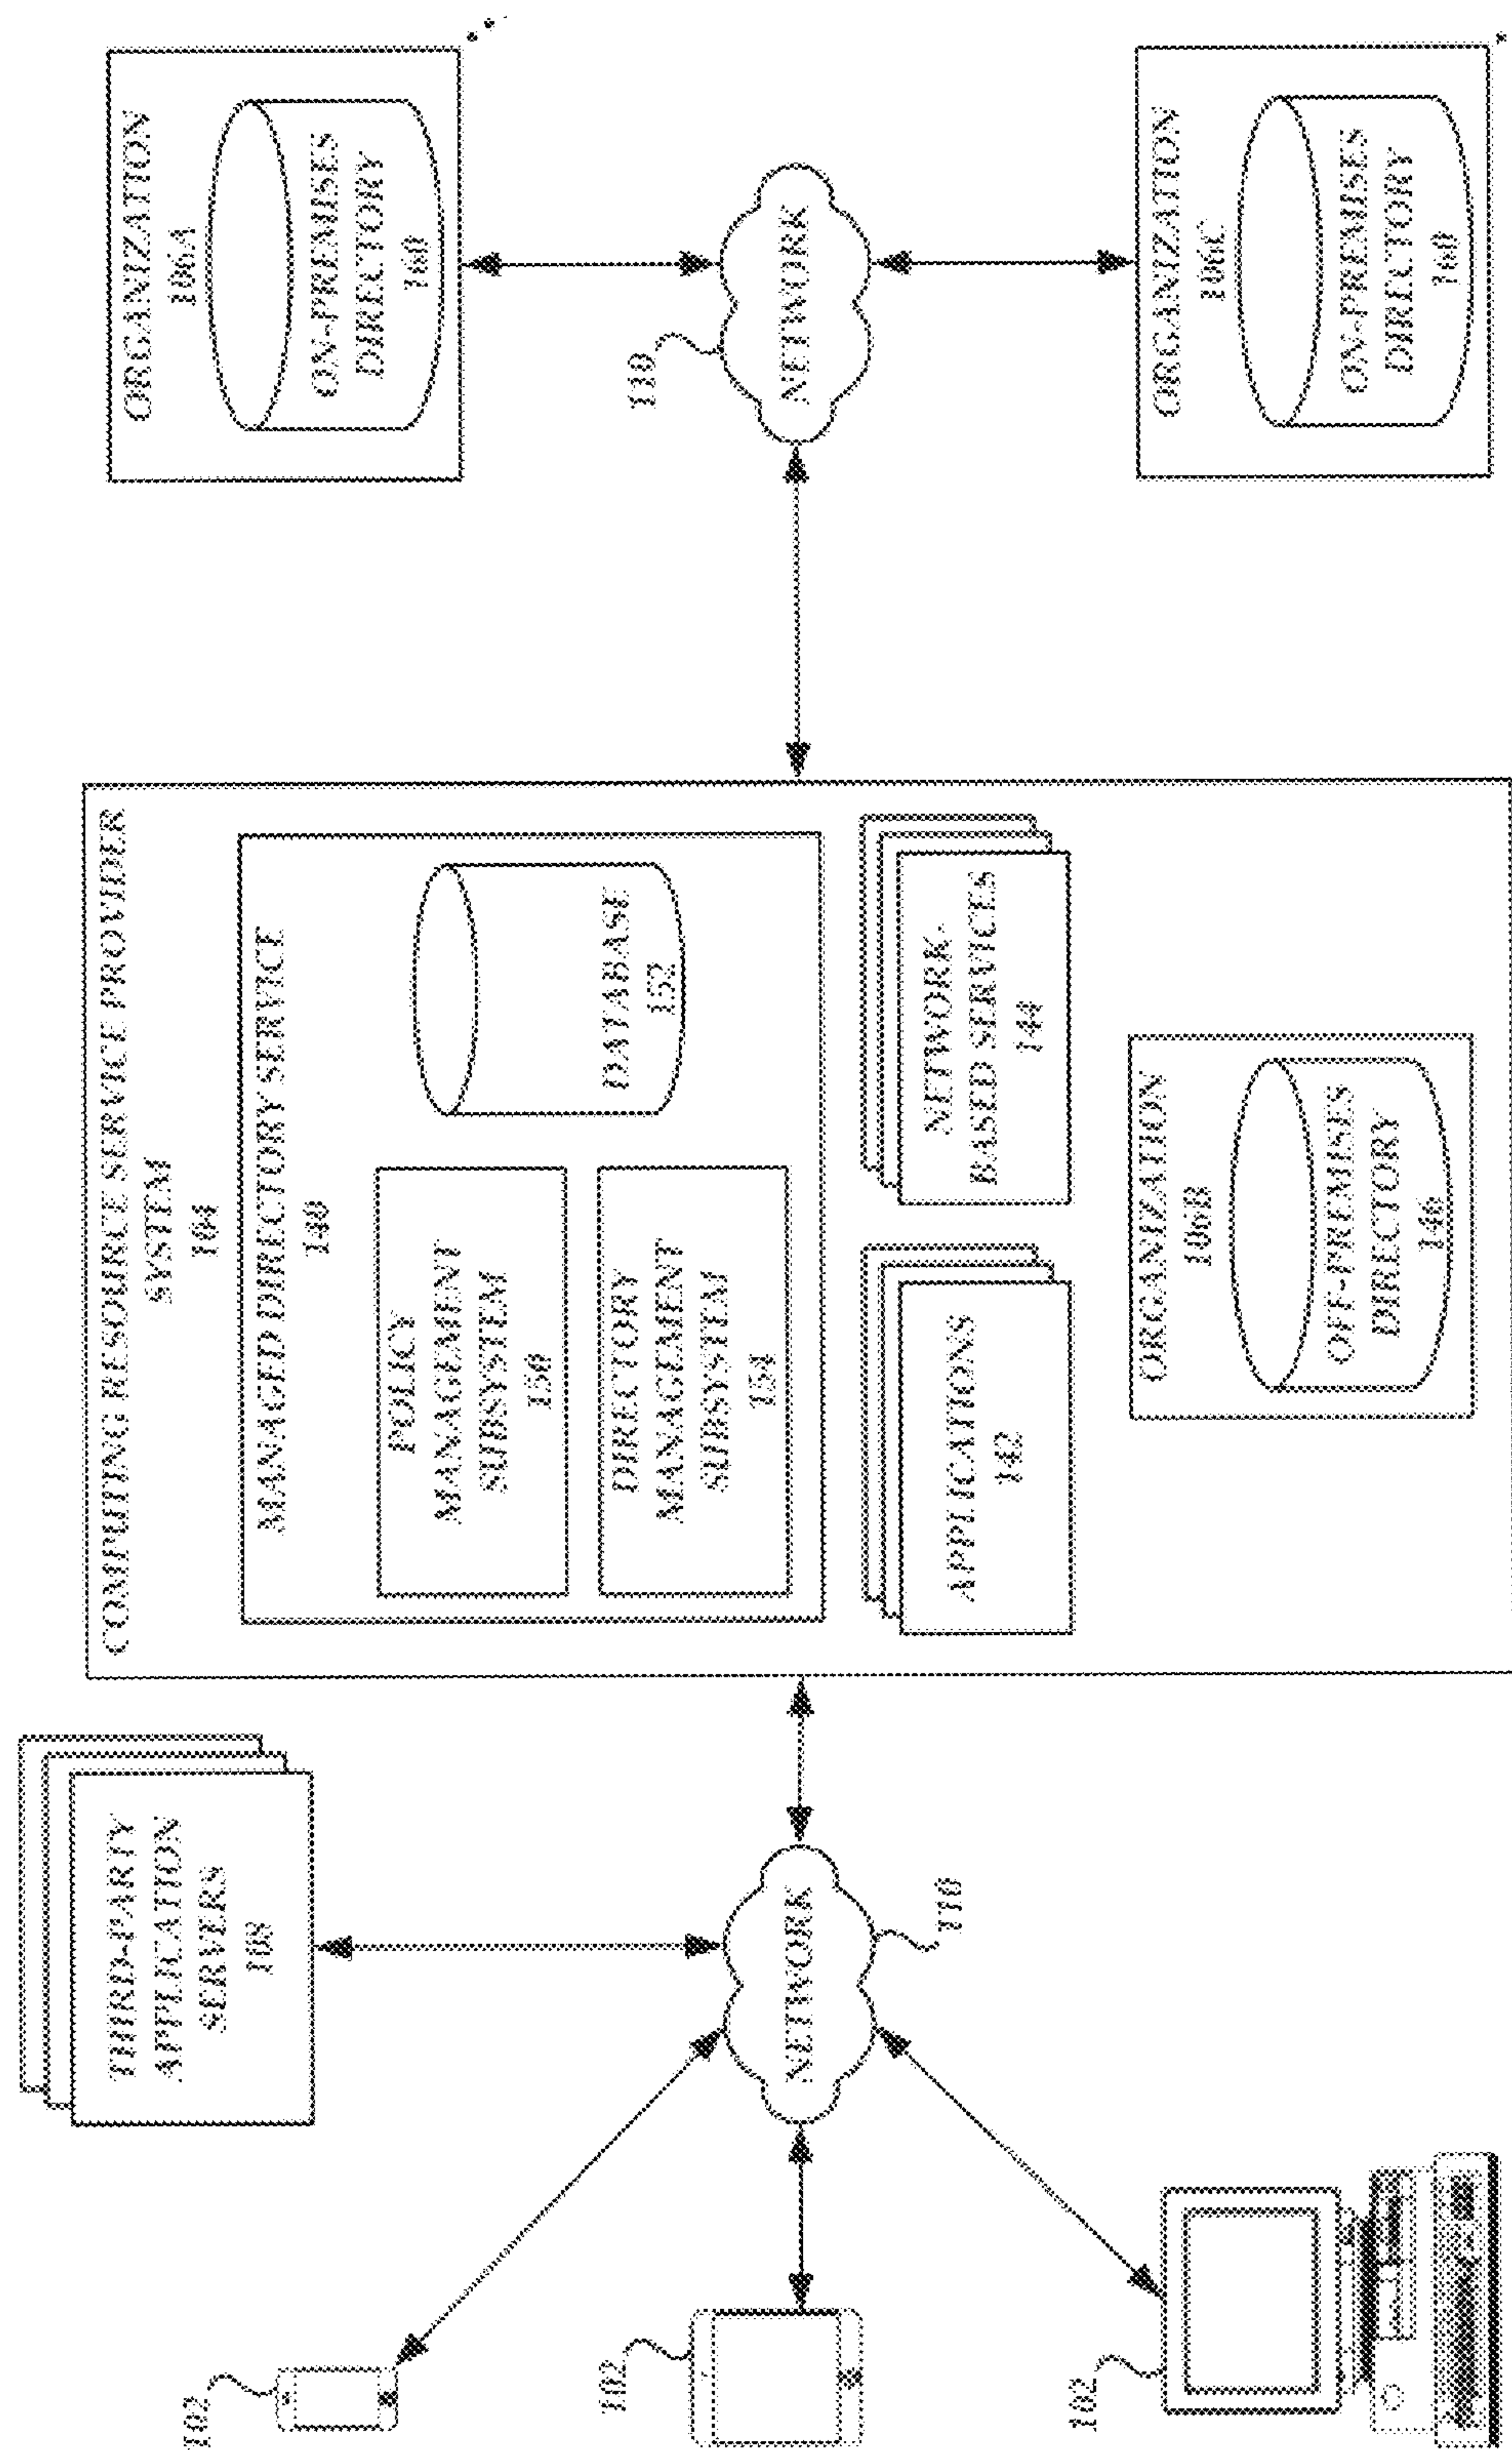 102
102
102
THIRD-PARTY
APPLICATION
SERVERS
108
NETWORK
110
COMPUTING RESOURCE SERVICE PROVIDER
SYSTEM
104
MANAGED DIRECTORY SERVICE
140
POLICY
MANAGEMENT
SUBSYSTEM
150
DIRECTORY
MANAGEMENT
SUBSYSTEM
154
DATABASE
152
APPLICATIONS
142
NETWORK-
BASED SERVICES
144
ORGANIZATION
106B
OFF-PREMISES
DIRECTORY
146
110
NETWORK
ORGANIZATION
106A
ON-PREMISES
DIRECTORY
160
ORGANIZATION
106C
ON-PREMISES
DIRECTORY
160